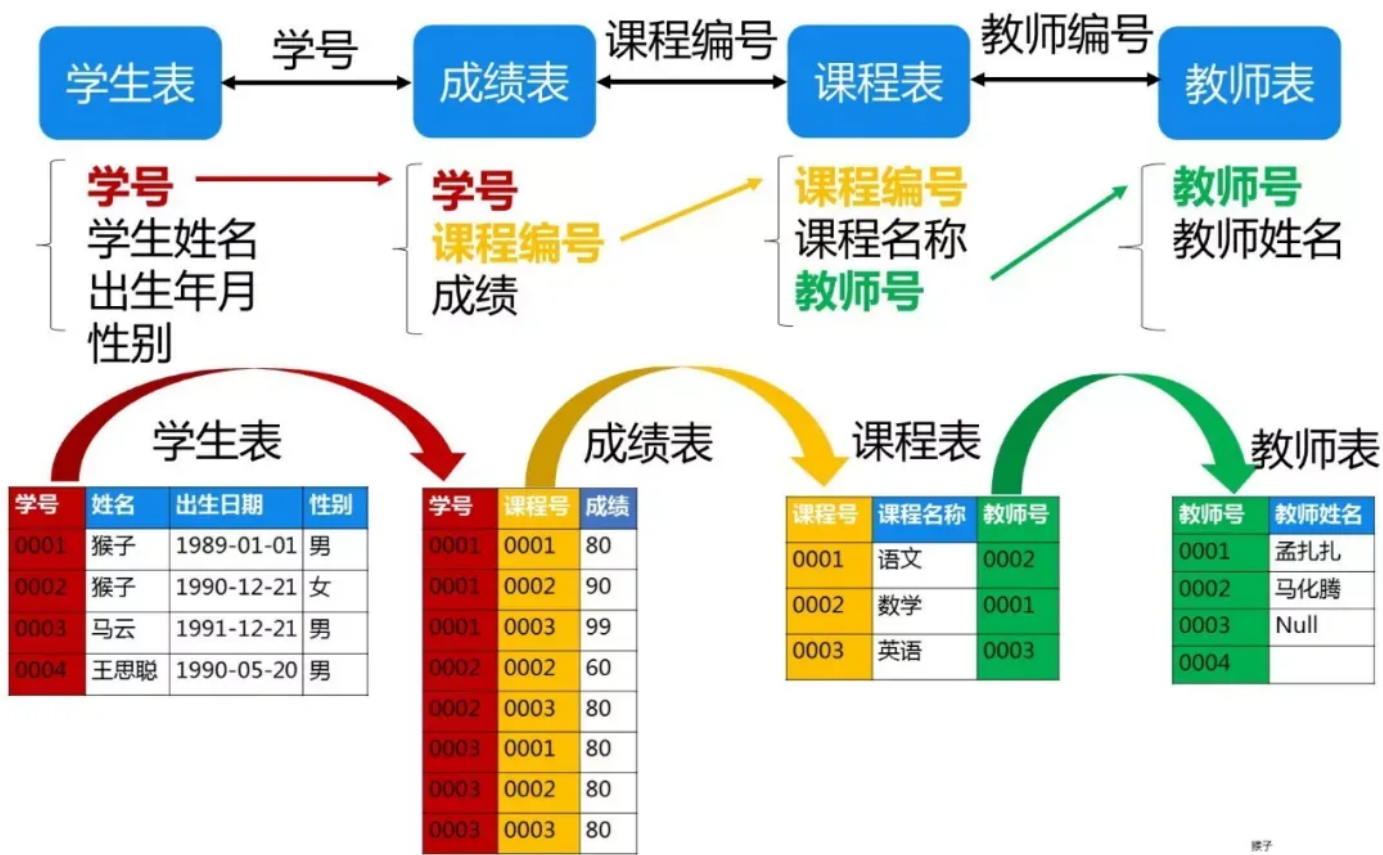 学生表 学号 成绩表 课程编号 课程表 教师编号 教师表
学号
学生姓名
出生年月
性别
学号
课程编号
成绩
课程编号
课程名称
教师号
教师号
教师姓名
学生表
学号 姓名 出生日期 性别
0001 猴子 1989-01-01 男
0002 猴子 1990-12-21 女
0003 马云 1991-12-21 男
0004 王思聪 1990-05-20 男
成绩表
学号 课程号 成绩
0001 0001 80
0001 0002 90
0001 0003 99
0002 0002 60
0002 0003 80
0003 0001 80
0003 0002 80
0003 0003 80
课程表
课程号 课程名称 教师号
0001 语文 0002
0002 数学 0001
0003 英语 0003
教师表
教师号 教师姓名
0001 孟扎扎
0002 马化腾
0003 Null
0004
猴子